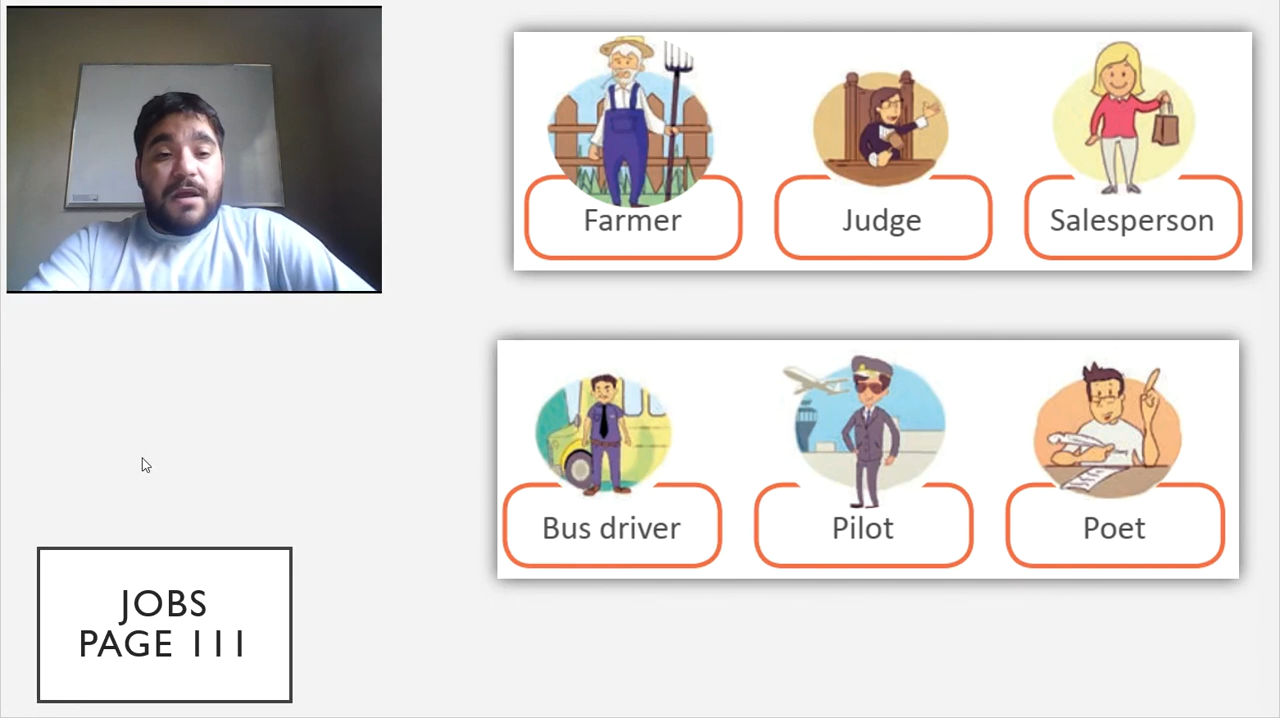 Farmer
Judge
Salesperson
Bus driver
Pilot
Poet
JOBS
PAGE 111